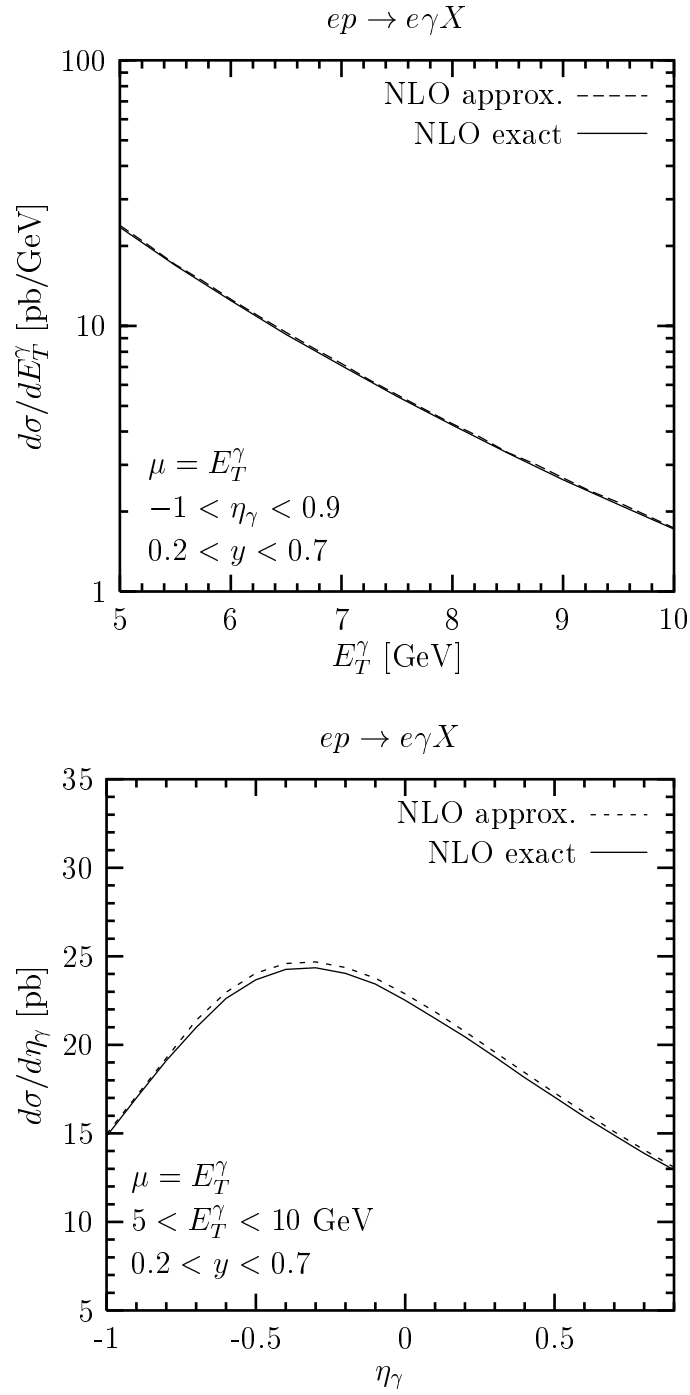 ep → eγX
100
NLO approx.
NLO exact
dσ/dE_T^γ [pb/GeV]
10
μ = E_T^γ
−1 < η_γ < 0.9
0.2 < y < 0.7
1
5 6 7 8 9 10
E_T^γ [GeV]
ep → eγX
35
NLO approx.
NLO exact
30
25
dσ/dη_γ [pb]
20
15
μ = E_T^γ
10
5 < E_T^γ < 10 GeV
0.2 < y < 0.7
5
-1 -0.5 0 0.5
η_γ